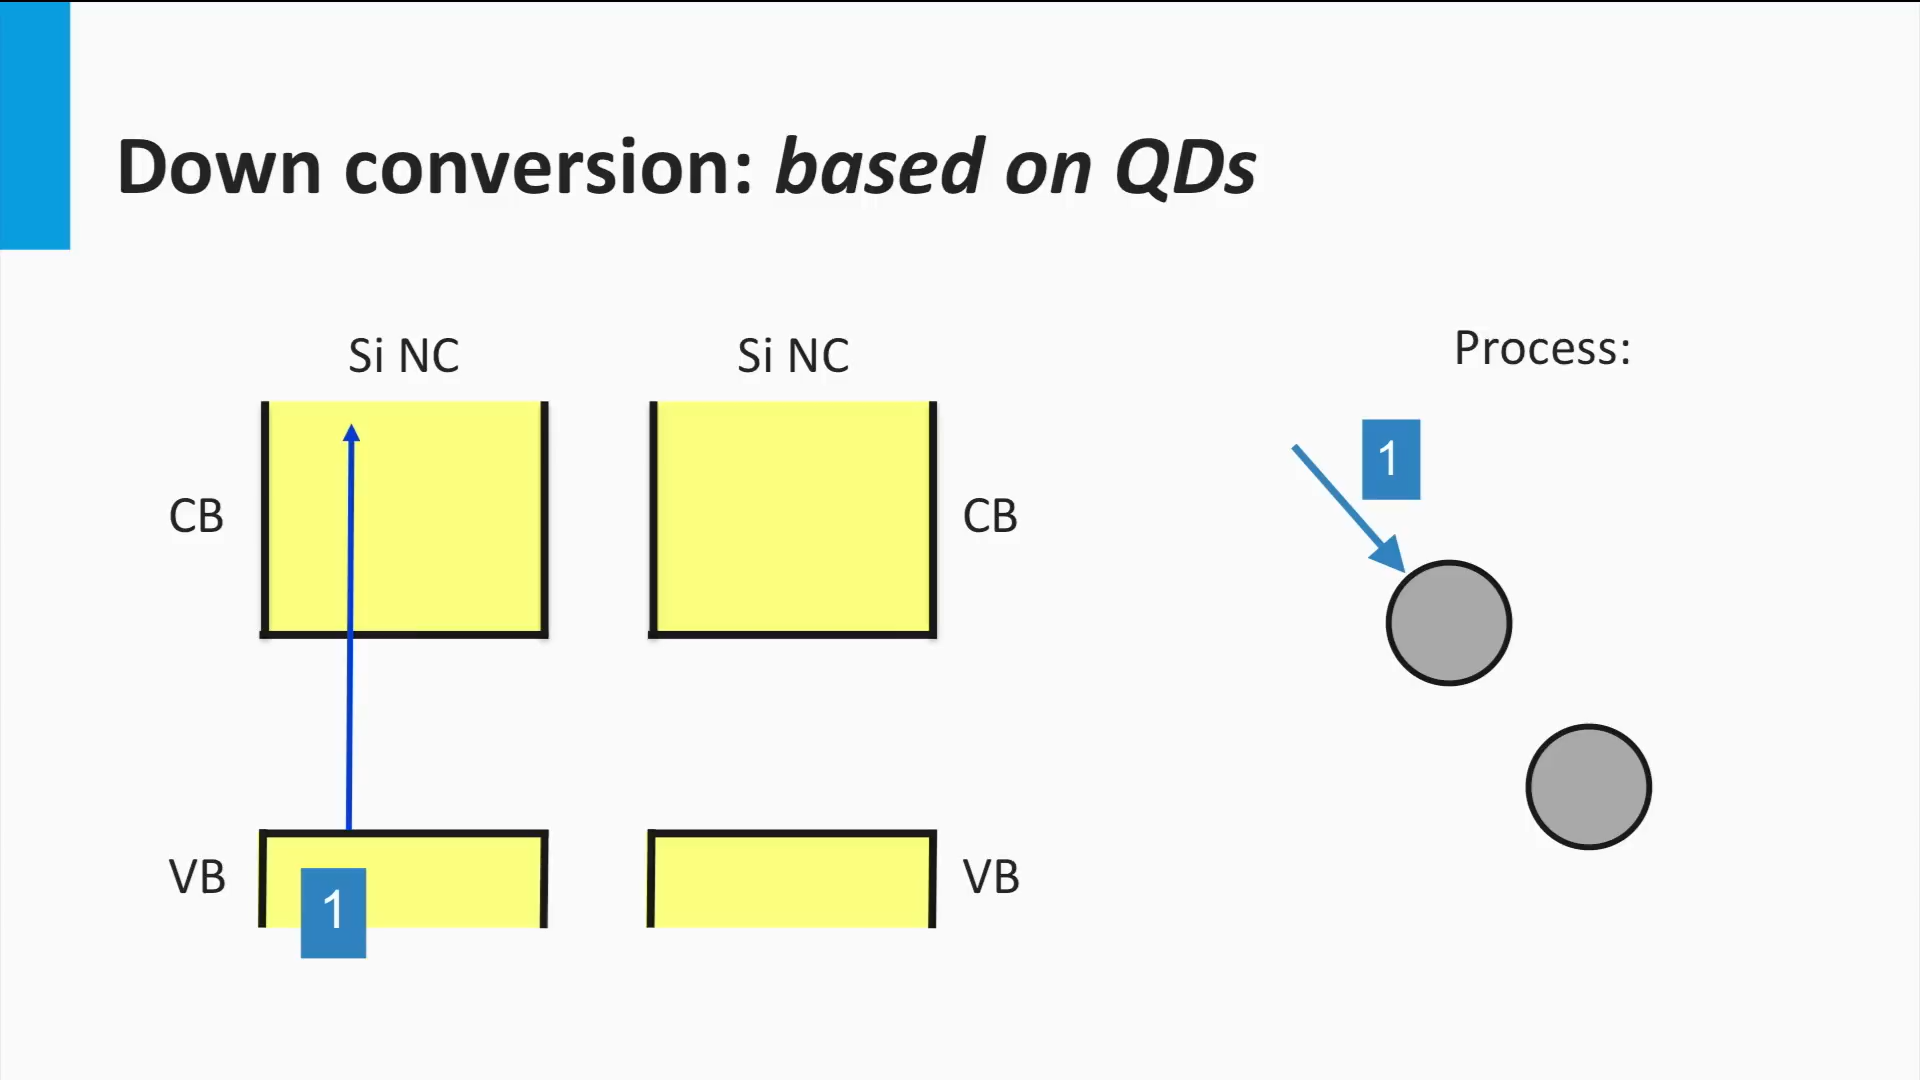 Down conversion: based on QDs
Si NC
Si NC
Process:
1
CB
CB
VB
VB
1